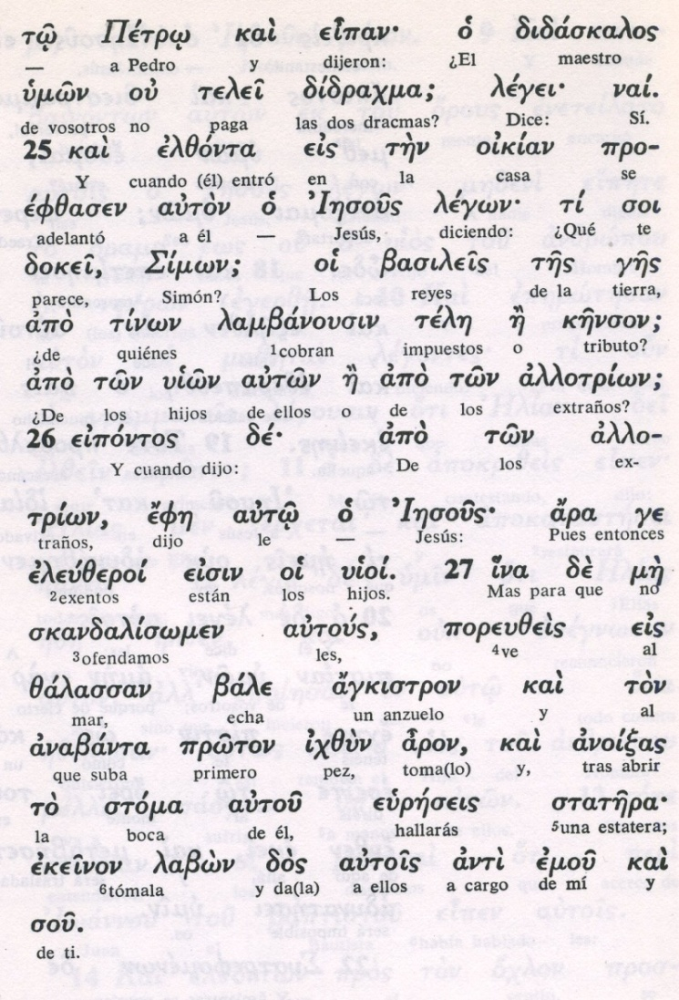 τῷ Πέτρῳ καὶ εἶπαν· ὁ διδάσκαλος
— a Pedro y dijeron: ¿El maestro
ὑμῶν οὐ τελεῖ δίδραχμα; λέγει· ναί.
de vosotros no paga las dos dracmas? Dice: Sí.
25 καὶ ἐλθόντα εἰς τὴν οἰκίαν προ-
Y cuando (él) entró en la casa se
έφθασεν αὐτὸν ὁ Ἰησοῦς λέγων· τί σοι
adelantó a él — Jesús, diciendo: ¿Qué te
δοκεῖ, Σίμων; οἱ βασιλεῖς τῆς γῆς
parece, Simón? Los reyes de la tierra,
ἀπὸ τίνων λαμβάνουσιν τέλη ἢ κῆνσον;
¿de quiénes ¹cobran impuestos o tributo?
ἀπὸ τῶν υἱῶν αὐτῶν ἢ ἀπὸ τῶν ἀλλοτρίων;
¿De los hijos de ellos o de los extraños?
26 εἰπόντος δέ· ἀπὸ τῶν ἀλλο-
Y cuando dijo: De los ex-
τρίων, ἔφη αὐτῷ ὁ Ἰησοῦς· ἄρα γε
traños, dijo le — Jesús: Pues entonces
ἐλεύθεροί εἰσιν οἱ υἱοί. 27 ἵνα δὲ μὴ
²exentos están los hijos. Mas para que no
σκανδαλίσωμεν αὐτούς, πορευθεὶς εἰς
³ofendamos les, ⁴ve al
θάλασσαν βάλε ἄγκιστρον καὶ τὸν
mar, echa un anzuelo y al
ἀναβάντα πρῶτον ἰχθὺν ἆρον, καὶ ἀνοίξας
que suba primero pez, toma(lo) y, tras abrir
τὸ στόμα αὐτοῦ εὑρήσεις στατῆρα·
la boca de él, hallarás ⁵una estatera;
ἐκεῖνον λαβὼν δὸς αὐτοῖς ἀντὶ ἐμοῦ καὶ
⁶tómala y da(la) a ellos a cargo de mí y
σοῦ.
de ti.